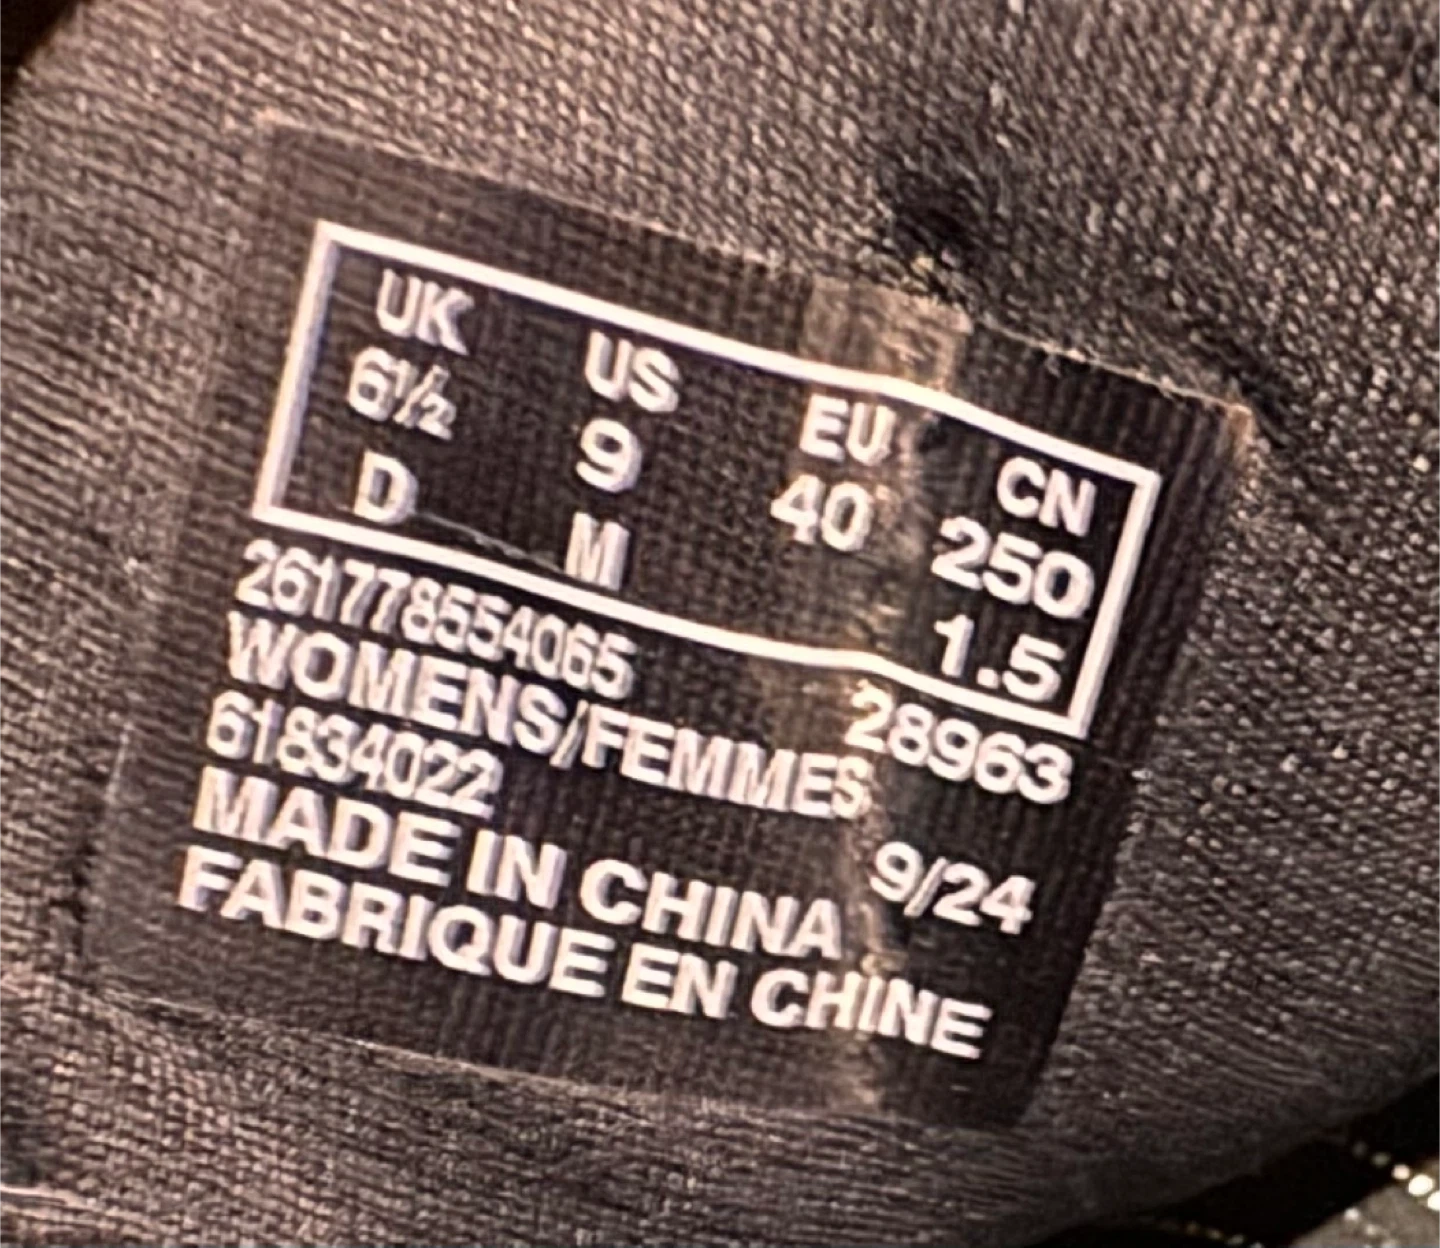 UK US EU CN
6½ 9 40 250
D M 1.5
261778554065 28963
WOMENS/FEMMES
61834022 9/24
MADE IN CHINA
FABRIQUE EN CHINE